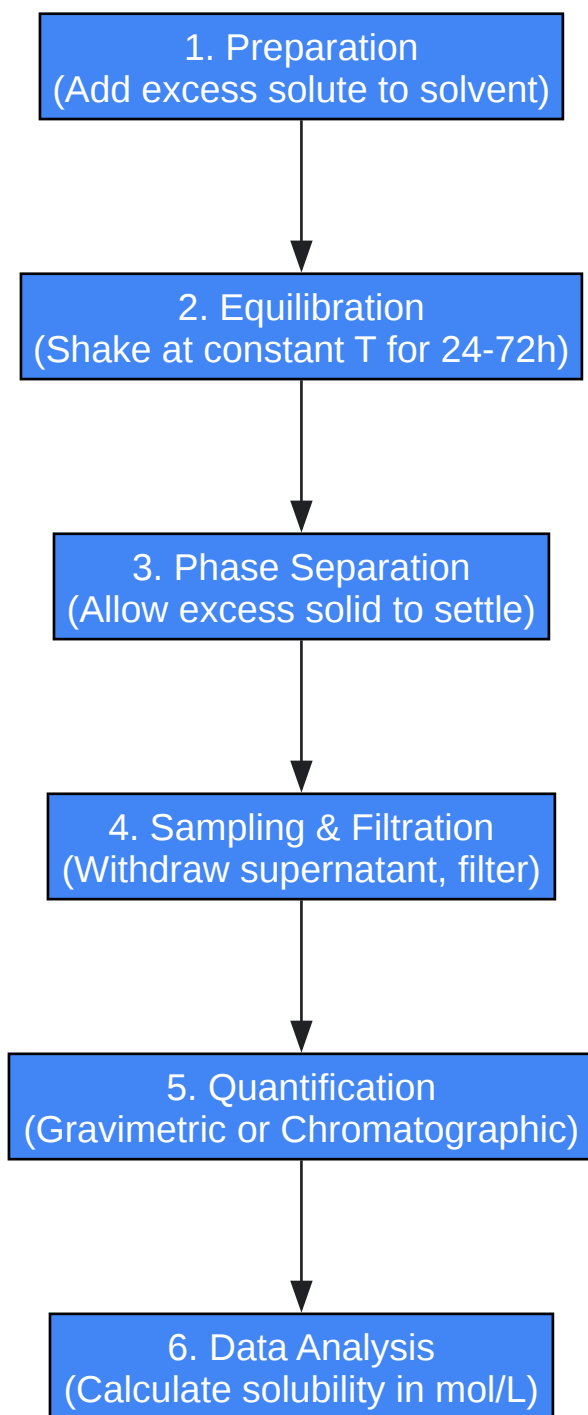 1. Preparation
(Add excess solute to solvent)
2. Equilibration
(Shake at constant T for 24-72h)
3. Phase Separation
(Allow excess solid to settle)
4. Sampling & Filtration
(Withdraw supernatant, filter)
5. Quantification
(Gravimetric or Chromatographic)
6. Data Analysis
(Calculate solubility in mol/L)